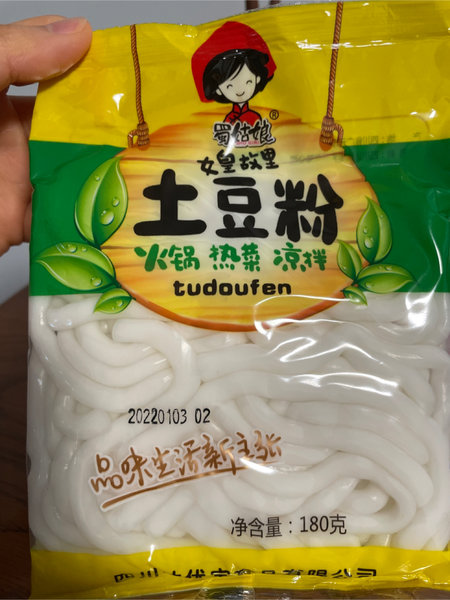 蜀姑娘®
女皇故里
土豆粉
火锅 热菜 凉拌
tudoufen
20220103 02
品味生活新主张
净含量：180克